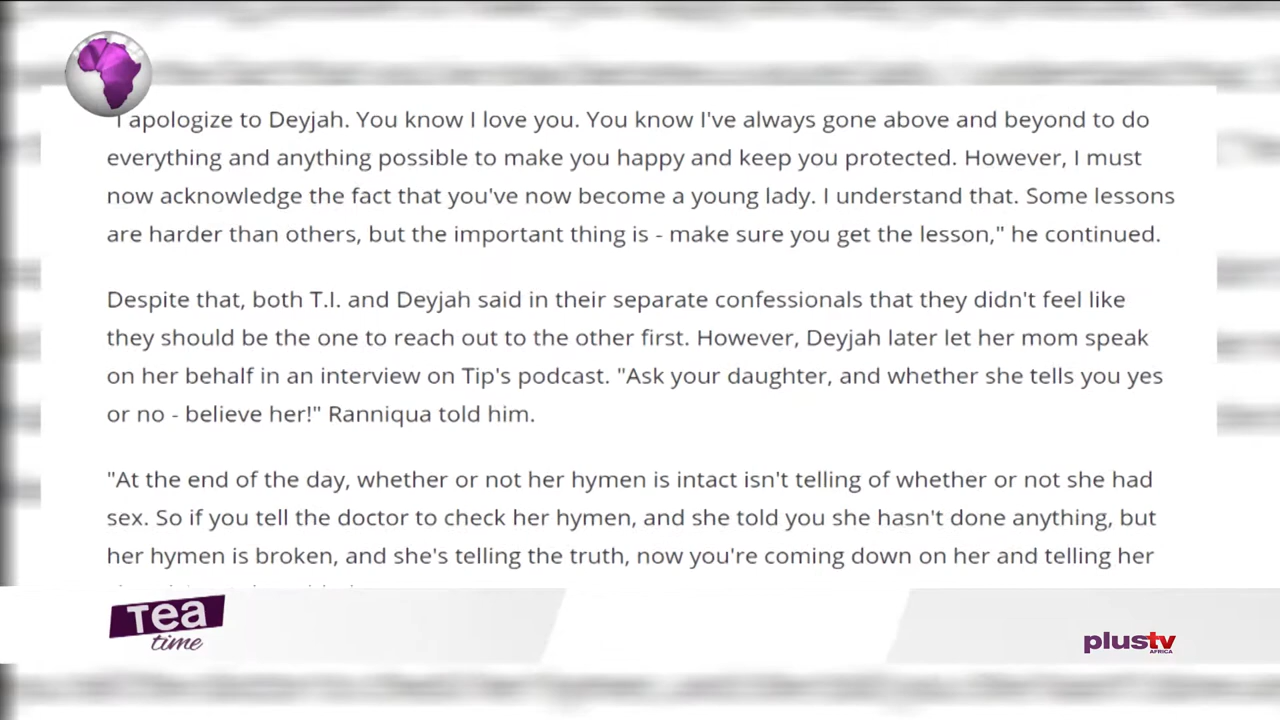 "I apologize to Deyjah. You know I love you. You know I've always gone above and beyond to do
everything and anything possible to make you happy and keep you protected. However, I must
now acknowledge the fact that you've now become a young lady. I understand that. Some lessons
are harder than others, but the important thing is - make sure you get the lesson," he continued.
Despite that, both T.I. and Deyjah said in their separate confessionals that they didn't feel like
they should be the one to reach out to the other first. However, Deyjah later let her mom speak
on her behalf in an interview on Tip's podcast. "Ask your daughter, and whether she tells you yes
or no - believe her!" Ranniqua told him.
"At the end of the day, whether or not her hymen is intact isn't telling of whether or not she had
sex. So if you tell the doctor to check her hymen, and she told you she hasn't done anything, but
her hymen is broken, and she's telling the truth, now you're coming down on her and telling her
Tea
time
plustv
AFRICA